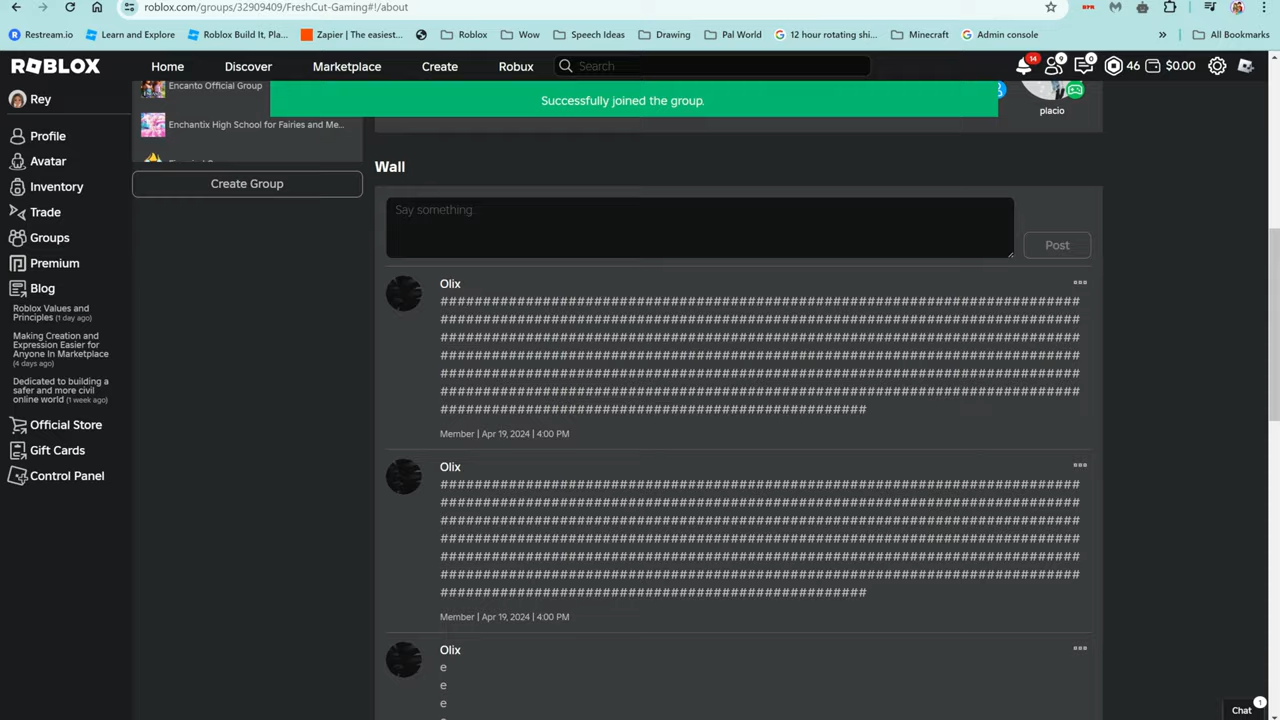 roblox.com/groups/32909409/FreshCut-Gaming#!/about
Restream.io
Learn and Explore
Roblox Build It, Pla...
Zapier | The easiest...
Roblox
Wow
Speech Ideas
Drawing
Pal World
12 hour rotating shi...
Minecraft
Admin console
»
All Bookmarks
ROBLOX
Home
Discover
Marketplace
Create
Robux
Search
14
9
0
46
$0.00
Rey
Profile
Avatar
Inventory
Trade
Groups
Premium
Blog
Roblox Values and
Principles (1 day ago)
Making Creation and
Expression Easier for
Anyone In Marketplace
(4 days ago)
Dedicated to building a
safer and more civil
online world (1 week ago)
Official Store
Gift Cards
Control Panel
Encanto Official Group
Enchantix High School for Fairies and Me...
Create Group
Successfully joined the group.
placio
Wall
Say something.
Post
Olix
###########################################################################
###########################################################################
###########################################################################
###########################################################################
###########################################################################
###########################################################################
##################################################
Member | Apr 19, 2024 | 4:00 PM
Olix
###########################################################################
###########################################################################
###########################################################################
###########################################################################
###########################################################################
###########################################################################
##################################################
Member | Apr 19, 2024 | 4:00 PM
Olix
e
e
e
Chat
1